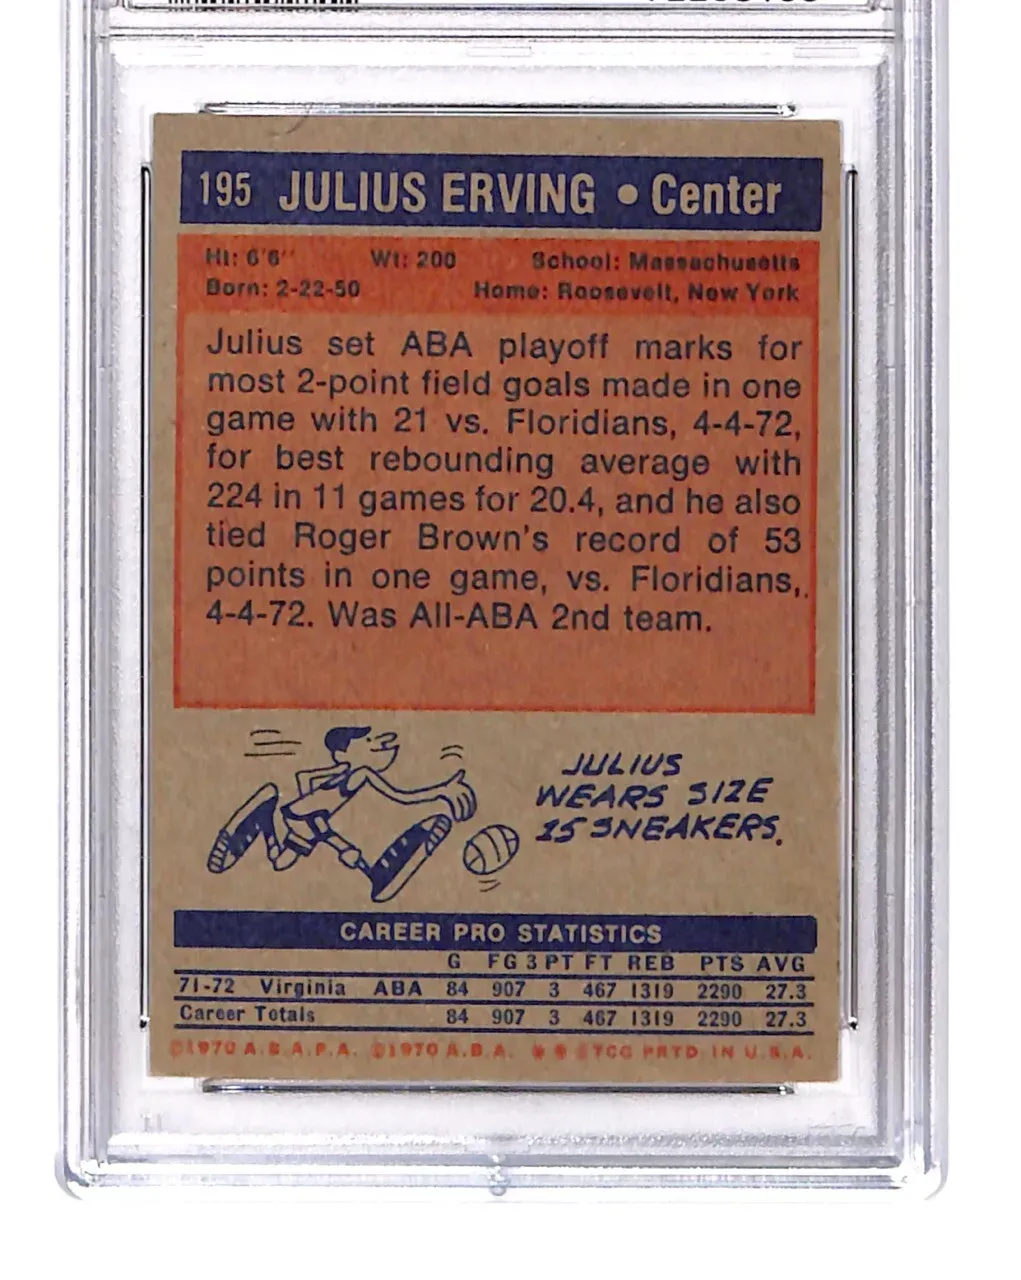 195 JULIUS ERVING • Center
Ht: 6'6" Wt: 200 School: Massachusetts
Born: 2-22-50 Home: Roosevelt, New York
Julius set ABA playoff marks for
most 2-point field goals made in one
game with 21 vs. Floridians, 4-4-72,
for best rebounding average with
224 in 11 games for 20.4, and he also
tied Roger Brown's record of 53
points in one game, vs. Floridians,
4-4-72. Was All-ABA 2nd team.
JULIUS
WEARS SIZE
15 SNEAKERS.
CAREER PRO STATISTICS
G FG 3 PT FT REB PTS AVG
71-72 Virginia ABA 84 907 3 467 1319 2290 27.3
Career Totals 84 907 3 467 1319 2290 27.3
©1970 A.B.A.P.A. ©1970 A.B.A. * * ©TCG PRTD IN U.S.A.